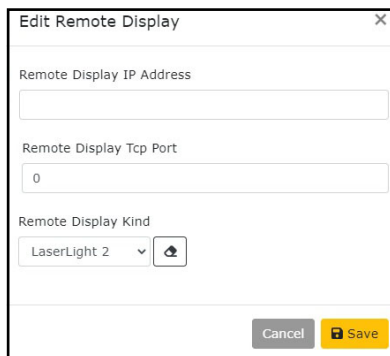 Edit Remote Display
Remote Display IP Address
Remote Display Tcp Port
0
Remote Display Kind
LaserLight 2
Cancel Save